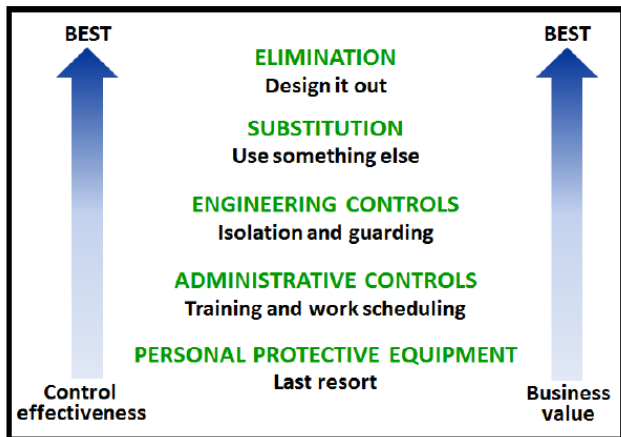 BEST
BEST
ELIMINATION
Design it out
SUBSTITUTION
Use something else
ENGINEERING CONTROLS
Isolation and guarding
ADMINISTRATIVE CONTROLS
Training and work scheduling
PERSONAL PROTECTIVE EQUIPMENT
Last resort
Control
effectiveness
Business
value